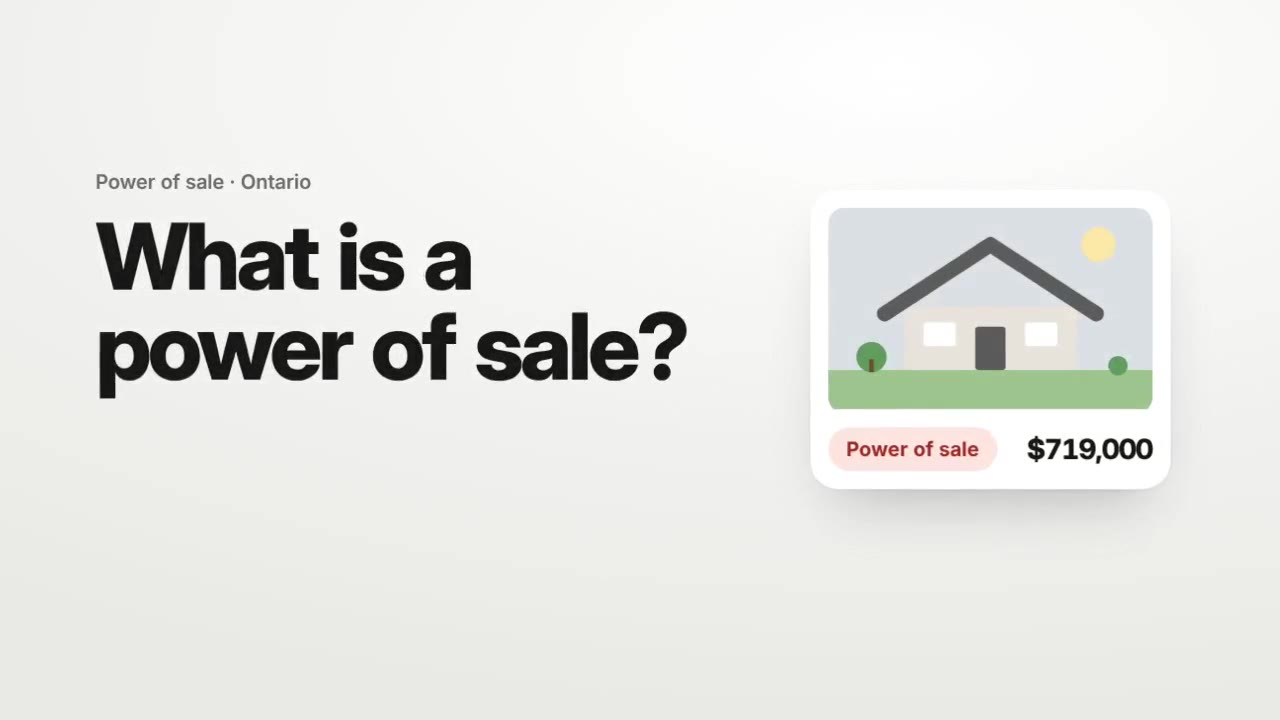 Power of sale · Ontario
What is a
power of sale?
Power of sale
$719,000